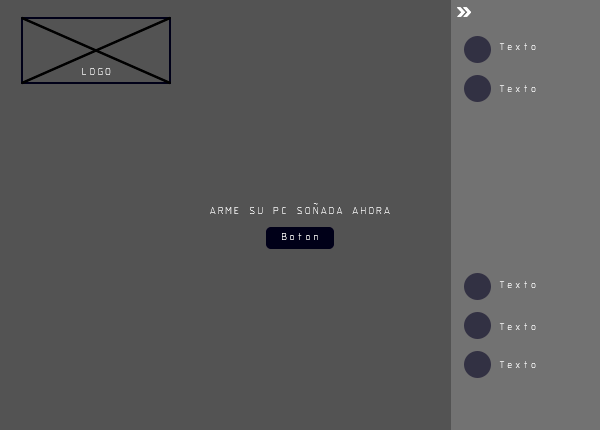 LOGO
Texto
Texto
ARME SU PC SOÑADA AHORA
Boton
Texto
Texto
Texto